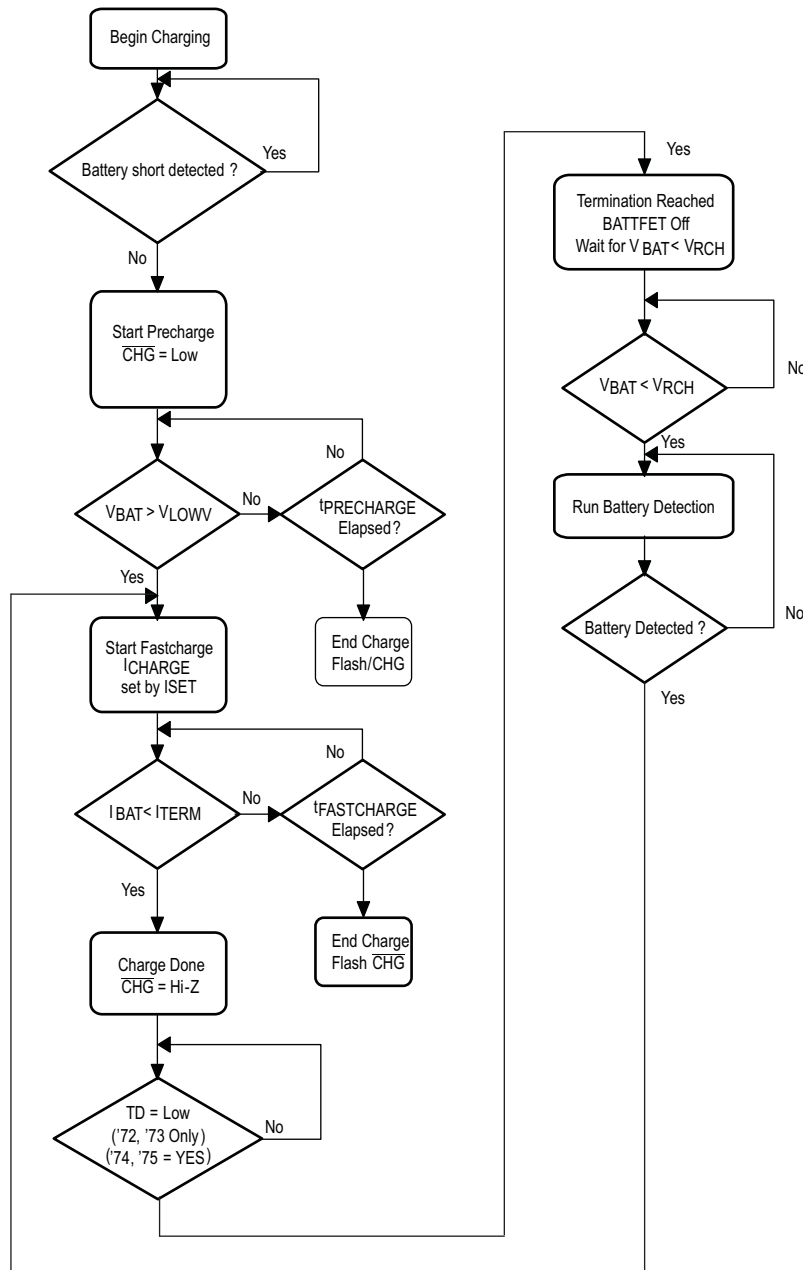 Begin Charging
Battery short detected ?
Yes
No
Start Precharge
CHG = Low
VBAT > VLOWV
No
No
tPRECHARGE
Elapsed?
Yes
Start Fastcharge
ICHARGE
set by ISET
End Charge
Flash/CHG
IBAT< ITERM
No
No
tFASTCHARGE
Elapsed?
Yes
Charge Done
CHG = Hi-Z
End Charge
Flash CHG
TD = Low
('72, '73 Only)
('74, '75 = YES)
No
Yes
Termination Reached
BATTFET Off
Wait for VBAT< VRCH
VBAT < VRCH
No
Yes
Run Battery Detection
Battery Detected ?
No
Yes